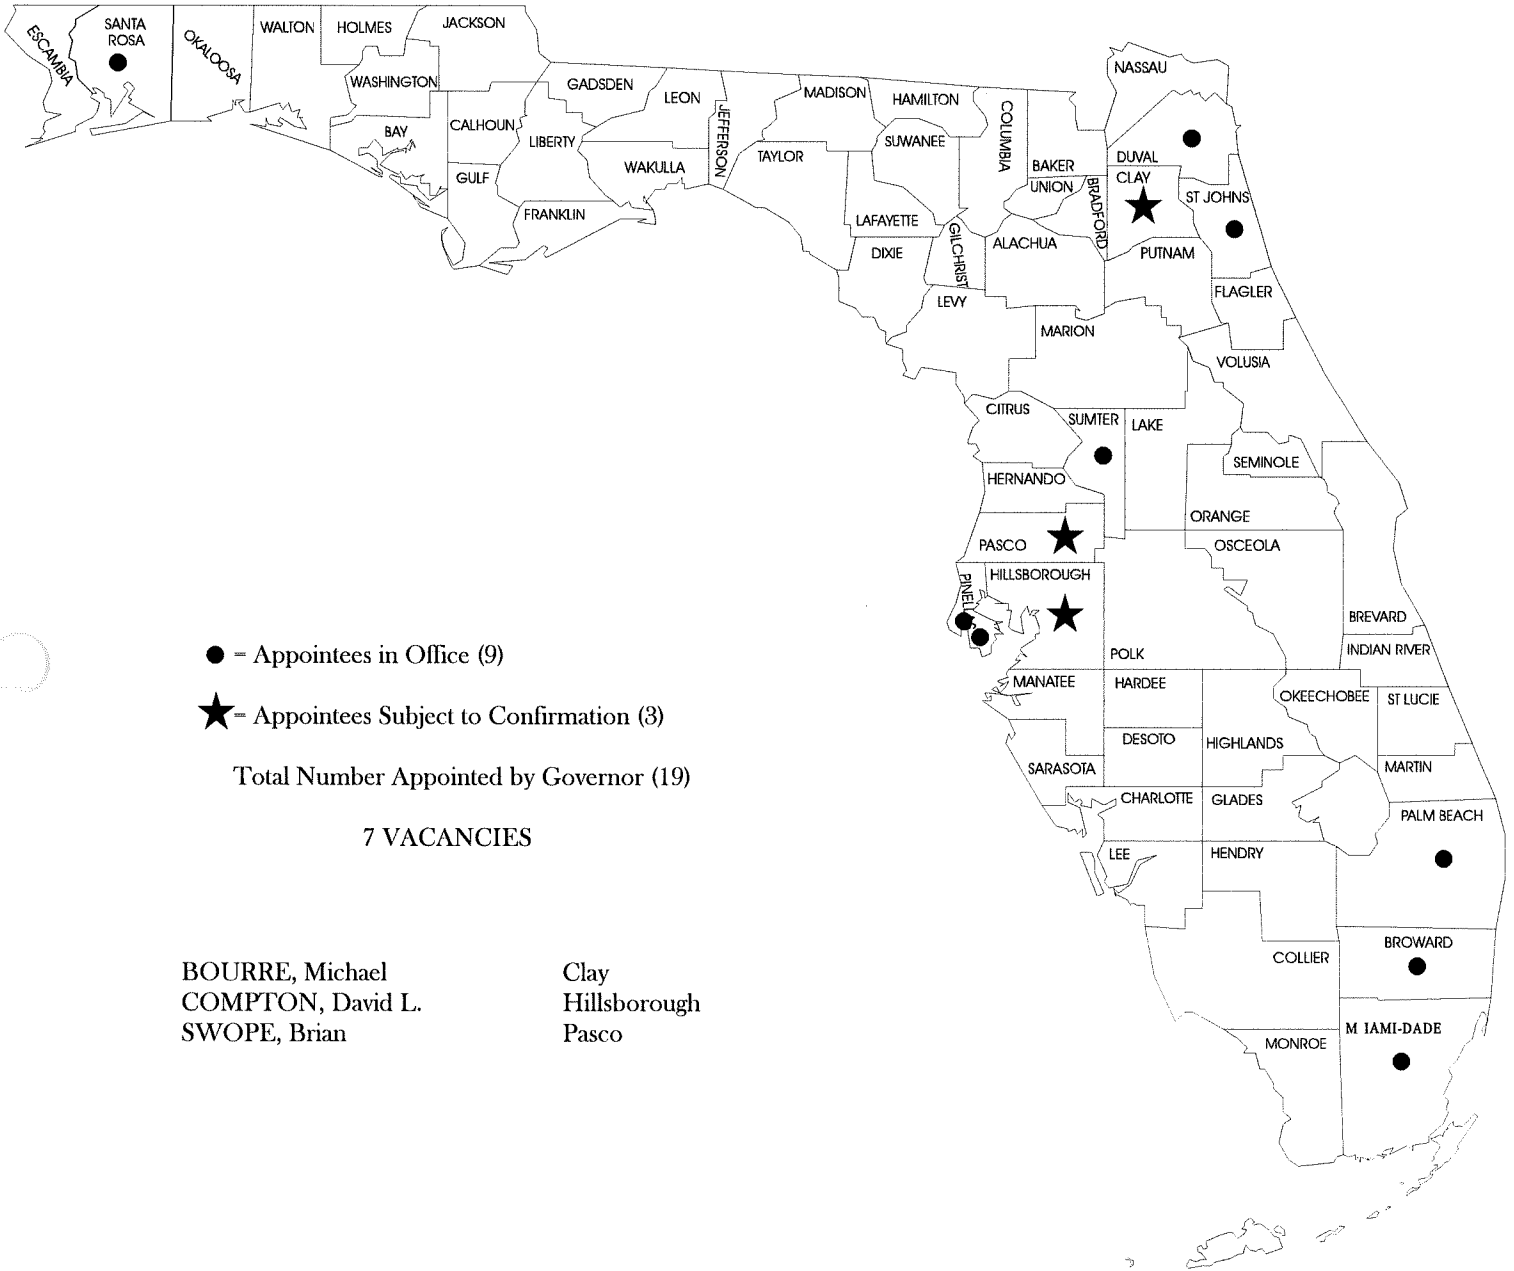 ESCAMBIA
SANTA
ROSA
OKALOOSA
WALTON
HOLMES
JACKSON
WASHINGTON
BAY
CALHOUN
GULF
GADSDEN
LIBERTY
FRANKLIN
LEON
WAKULLA
JEFFERSON
MADISON
TAYLOR
HAMILTON
SUWANEE
LAFAYETTE
DIXIE
COLUMBIA
GILCHRIST
BAKER
UNION
BRADFORD
ALACHUA
LEVY
NASSAU
DUVAL
CLAY
ST JOHNS
PUTNAM
FLAGLER
MARION
VOLUSIA
CITRUS
SUMTER
LAKE
SEMINOLE
HERNANDO
ORANGE
PASCO
OSCEOLA
HILLSBOROUGH
BREVARD
POLK
INDIAN RIVER
MANATEE
HARDEE
OKEECHOBEE
ST LUCIE
DESOTO
HIGHLANDS
SARASOTA
MARTIN
CHARLOTTE
GLADES
PALM BEACH
LEE
HENDRY
BROWARD
COLLIER
M IAMI-DADE
MONROE
= Appointees in Office (9)
= Appointees Subject to Confirmation (3)
Total Number Appointed by Governor (19)
7 VACANCIES
BOURRE, Michael Clay
COMPTON, David L. Hillsborough
SWOPE, Brian Pasco